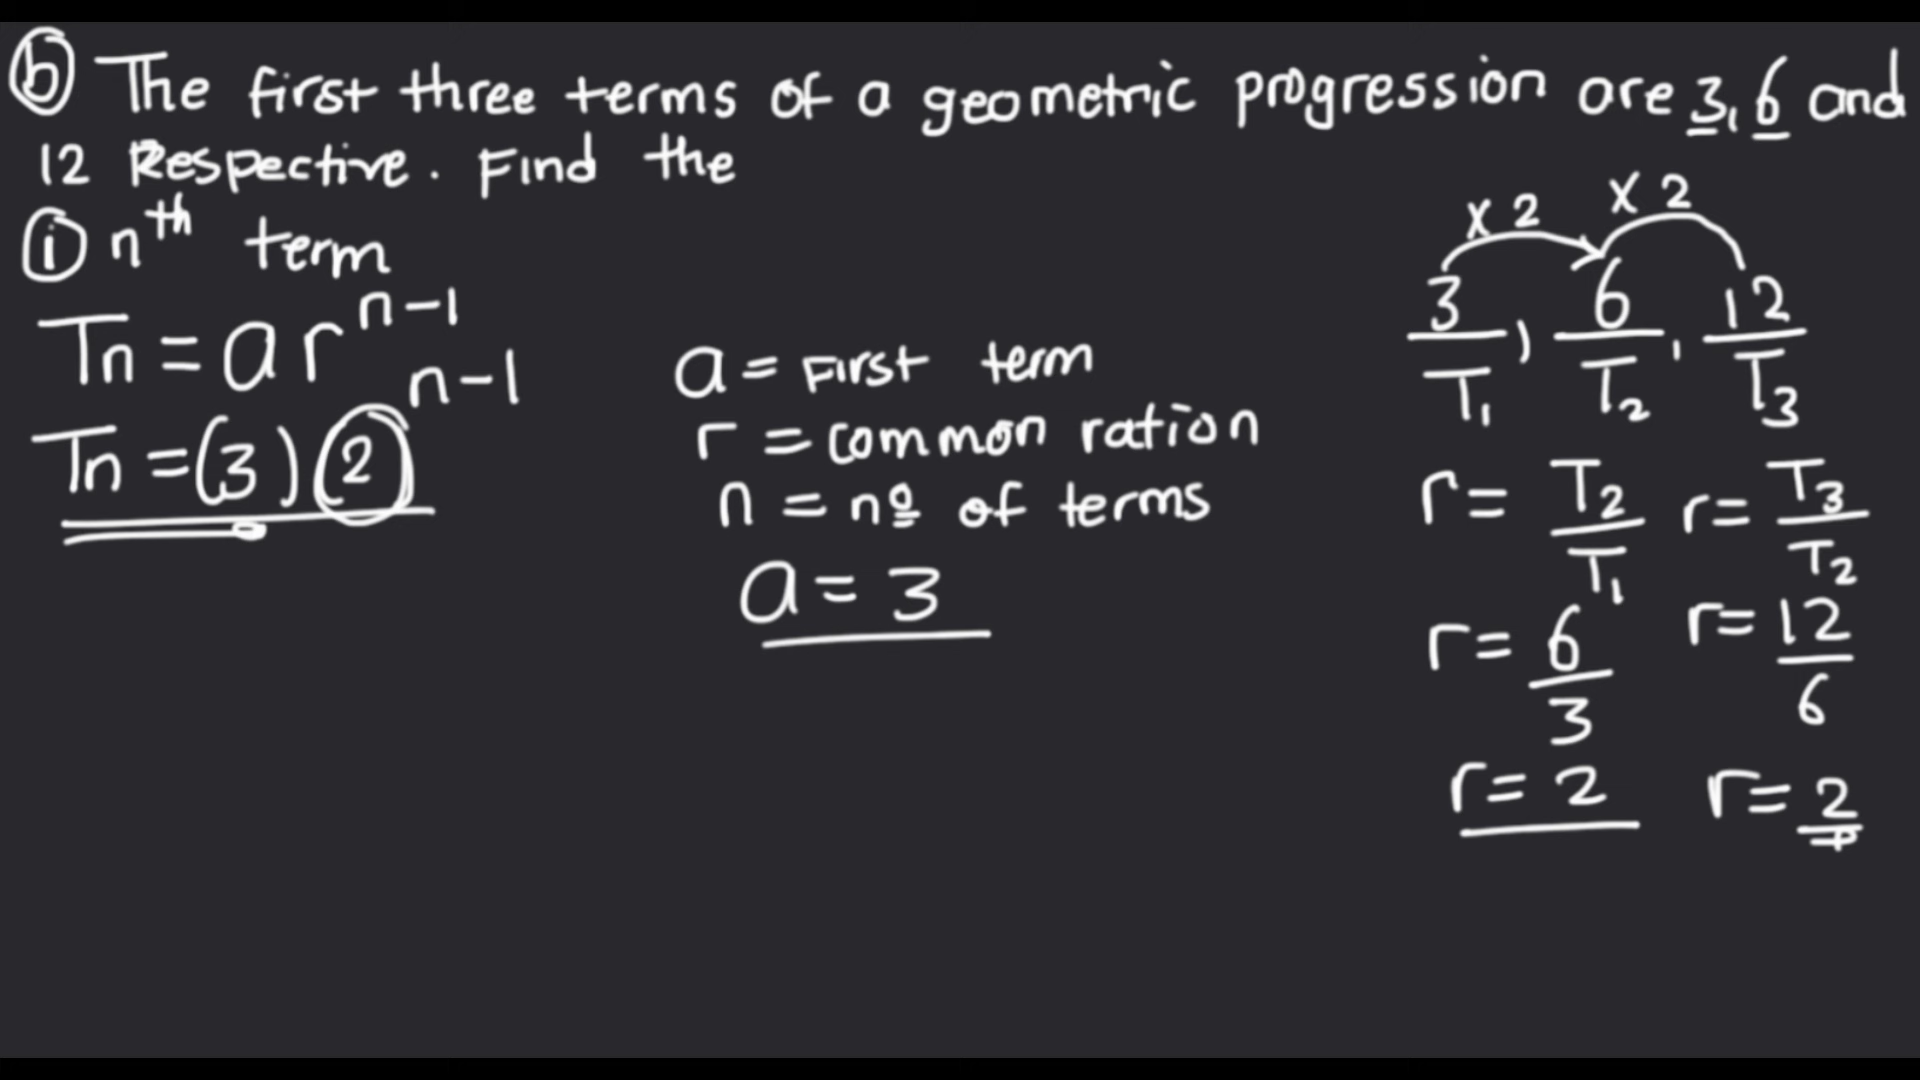 b The first three terms of a geometric progression are 3, 6 and
12 Respective. Find the
i nth term
Tn = a r^n-1
Tn = (3)(2)^n-1
a = First term
r = common ration
n = nº of terms
a = 3
x 2 x 2
3/T1, 6/T2, 12/T3
r = T2/T1 r = T3/T2
r = 6/3 r = 12/6
r = 2 r = 2